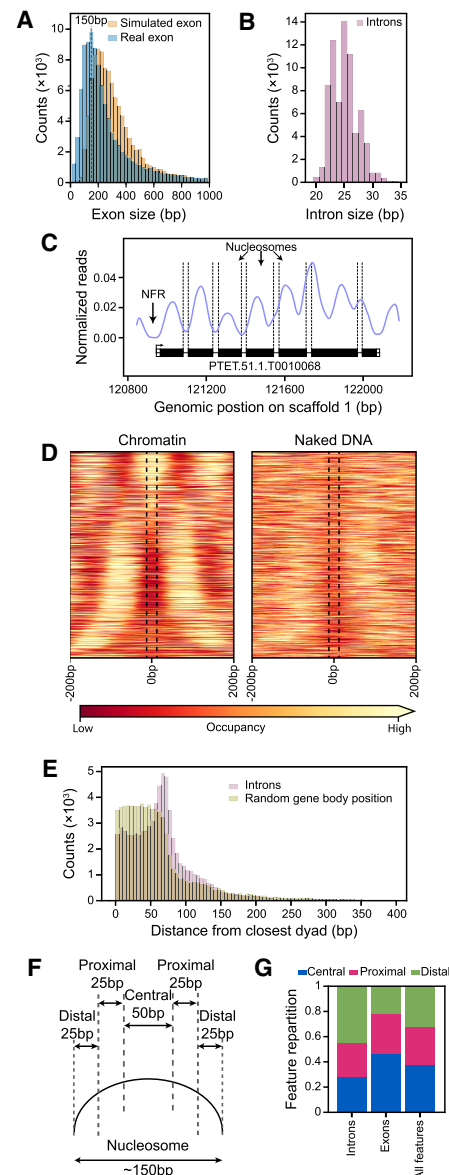 A
150bp
Simulated exon
Real exon
Counts (×10³)
10
8
6
4
2
0
0 200 400 600 800 1000
Exon size (bp)
B
Introns
Counts (×10³)
14
12
10
8
6
4
2
0
20 25 30 35
Intron size (bp)
C
Nucleosomes
NFR
Normalized reads
0.04
0.02
0.00
PTET.51.1.T0010068
120800 121200 121600 122000
Genomic postion on scaffold 1 (bp)
D
Chromatin Naked DNA
-200bp 0bp 200bp -200bp 0bp 200bp
Low Occupancy High
E
Introns
Random gene body position
Counts (×10³)
5
4
3
2
1
0
0 50 100 150 200 250 300 350 400
Distance from closest dyad (bp)
F
Proximal Proximal
25bp 25bp
Central
50bp
Distal Distal
25bp 25bp
Nucleosome
~150bp
G
Central Proximal Distal
Feature repartition
1
0.8
0.6
0.4
0.2
0
Introns
Exons
All features